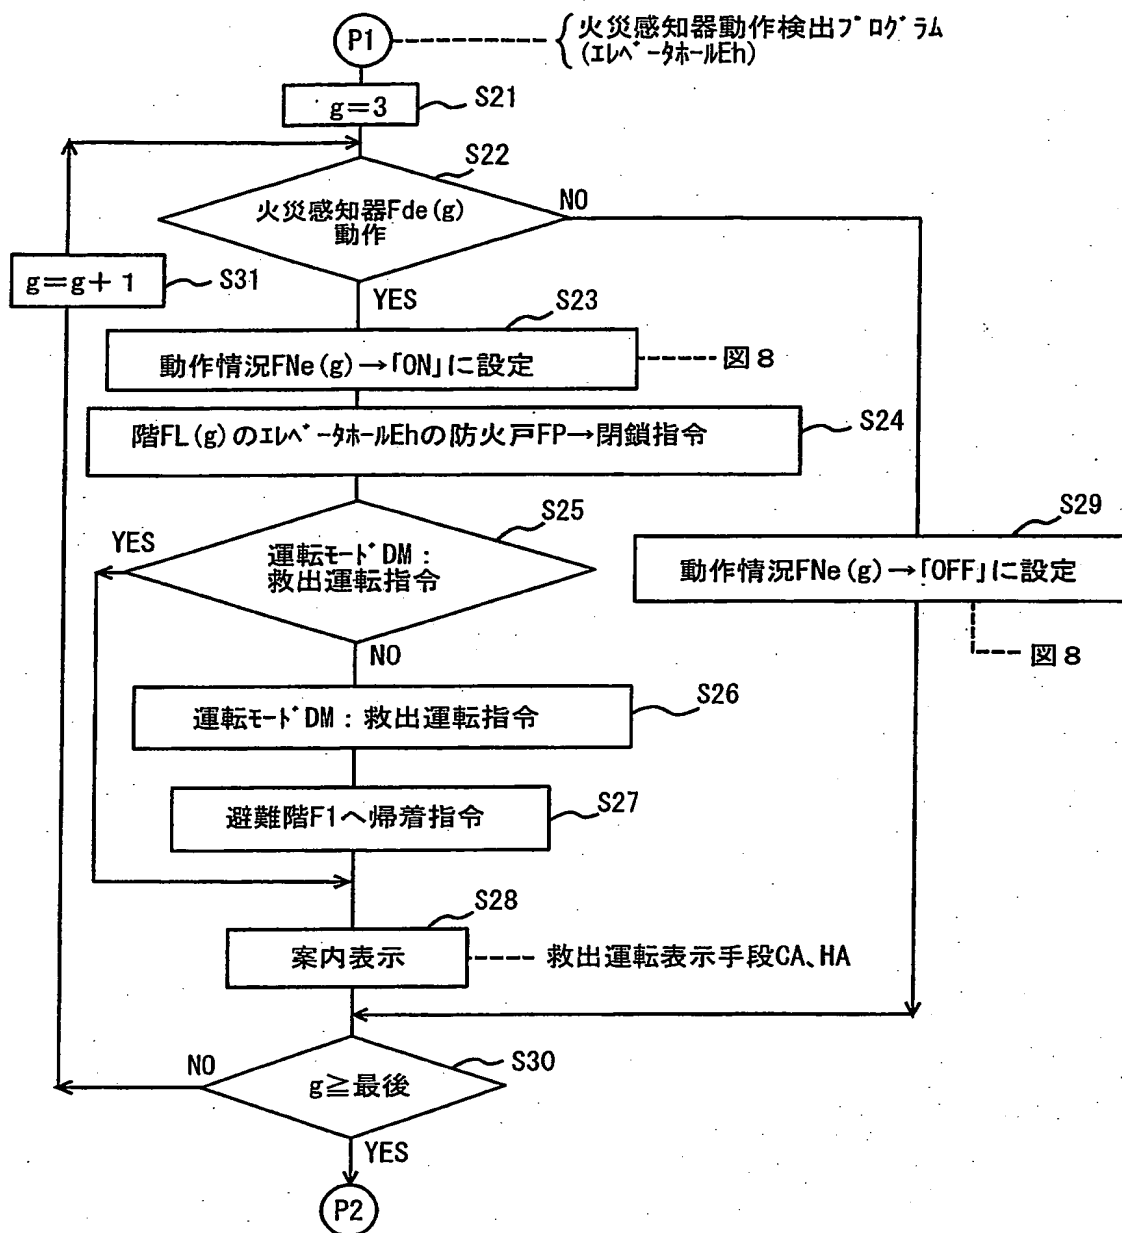 P1
火災感知器動作検出プログラム
(エレベータホールEh)
g=3
S21
S22
火災感知器Fde(g)
動作
NO
g=g+1
S31
YES
S23
動作情況FNe(g)→「ON」に設定
図8
階FL(g)のエレベータホールEhの防火戸FP→閉鎖指令
S24
S25
YES
運転モードDM:
救出運転指令
S29
動作情況FNe(g)→「OFF」に設定
NO
図8
S26
運転モードDM:救出運転指令
S27
避難階F1へ帰着指令
S28
案内表示
救出運転表示手段CA、HA
NO
S30
g≧最後
YES
P2